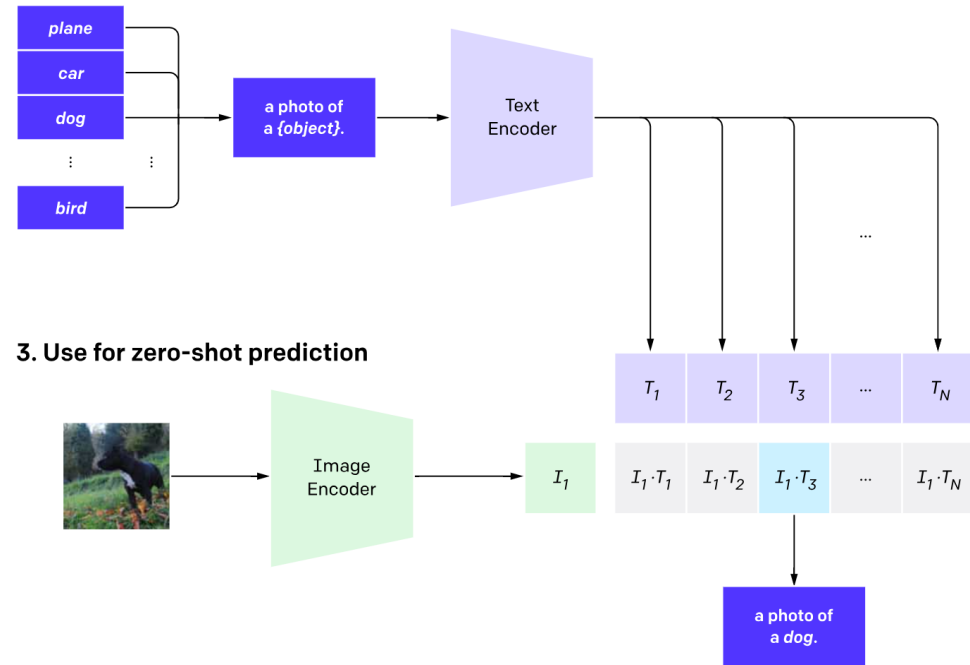 plane
car
dog
⋮ ⋮
bird
a photo of
a {object}.
Text
Encoder
...
3. Use for zero-shot prediction
T1 T2 T3 ... TN
Image
Encoder
I1
I1·T1 I1·T2 I1·T3 ... I1·TN
a photo of
a dog.